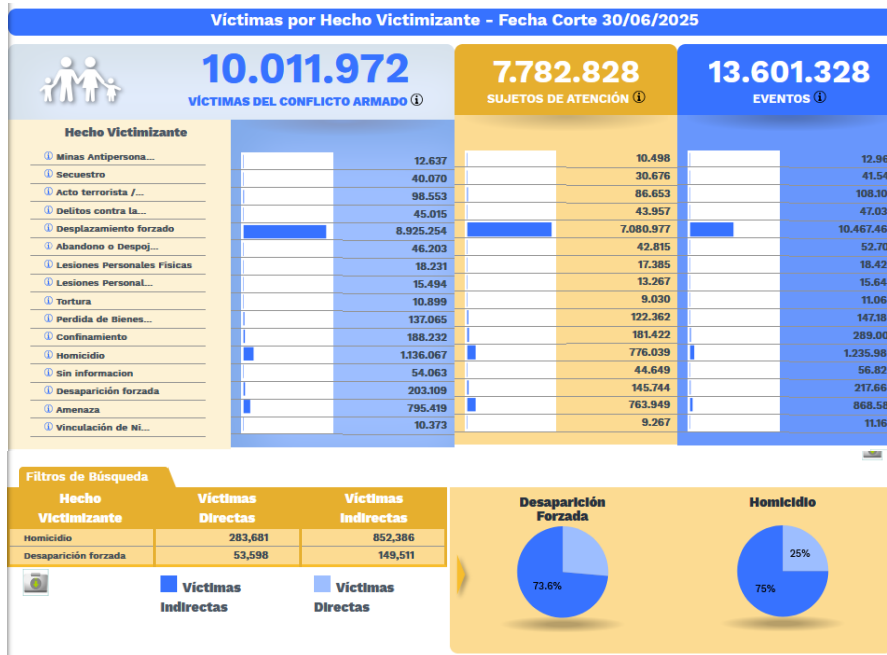 Víctimas por Hecho Victimizante - Fecha Corte 30/06/2025
10.011.972
VÍCTIMAS DEL CONFLICTO ARMADO
7.782.828
SUJETOS DE ATENCIÓN
13.601.328
EVENTOS
Hecho Victimizante
Minas Antipersona... 12.637 10.498 12.96
Secuestro 40.070 30.676 41.54
Acto terrorista /... 98.553 86.653 108.10
Delitos contra la... 45.015 43.957 47.03
Desplazamiento forzado 8.925.254 7.080.977 10.467.46
Abandono o Despoj... 46.203 42.815 52.70
Lesiones Personales Fisicas 18.231 17.385 18.42
Lesiones Personal... 15.494 13.267 15.64
Tortura 10.899 9.030 11.06
Perdida de Bienes... 137.065 122.362 147.18
Confinamiento 188.232 181.422 289.00
Homicidio 1.136.067 776.039 1.235.98
Sin informacion 54.063 44.649 56.82
Desaparición forzada 203.109 145.744 217.66
Amenaza 795.419 763.949 868.58
Vinculación de Ni... 10.373 9.267 11.16
Filtros de Búsqueda
Hecho Victimizante Víctimas Directas Víctimas Indirectas
Homicidio 283,681 852,386
Desaparición forzada 53,598 149,511
Víctimas Indirectas
Víctimas Directas
Desaparición Forzada
73.6%
Homicidio
25%
75%